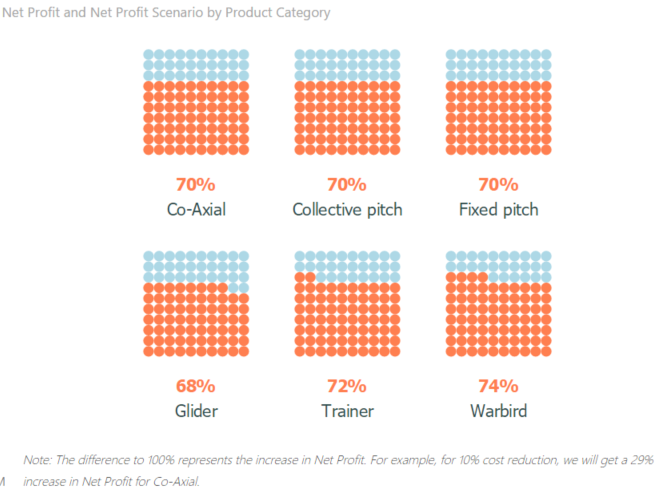 Net Profit and Net Profit Scenario by Product Category
70% 70% 70%
Co-Axial Collective pitch Fixed pitch
68% 72% 74%
Glider Trainer Warbird
Note: The difference to 100% represents the increase in Net Profit. For example, for 10% cost reduction, we will get a 29%
increase in Net Profit for Co-Axial.